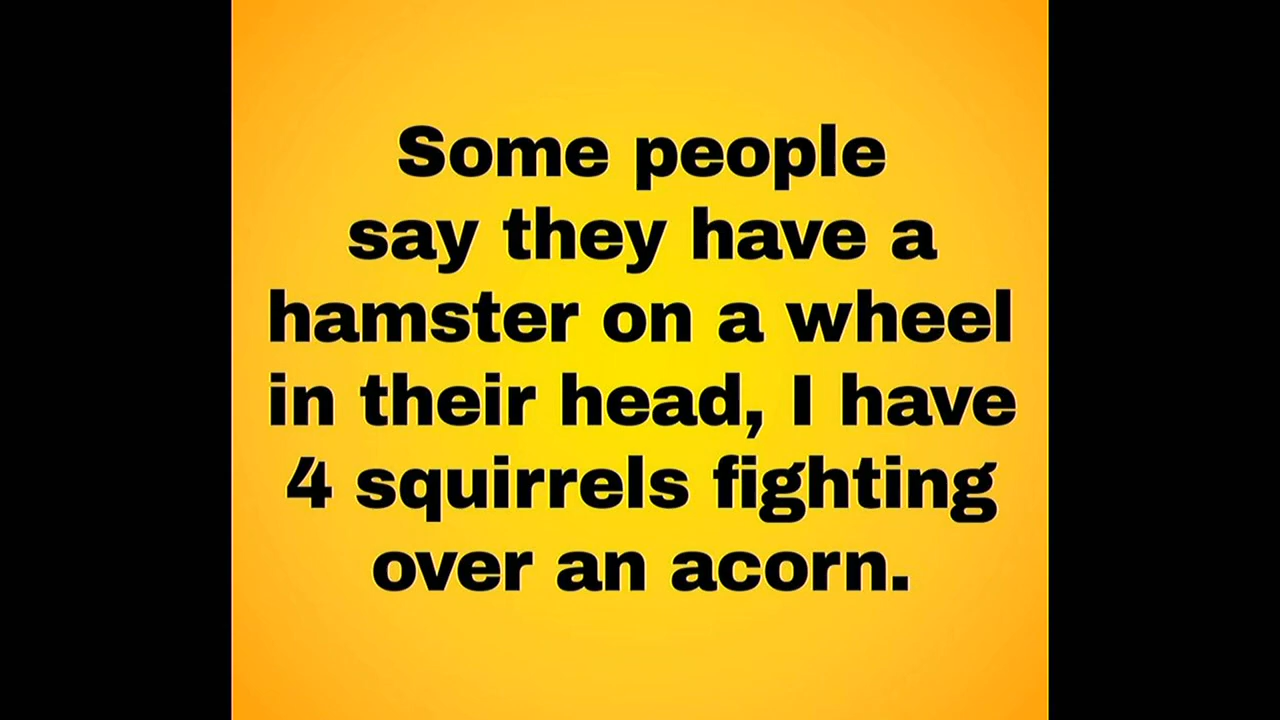 Some people
say they have a
hamster on a wheel
in their head, I have
4 squirrels fighting
over an acorn.